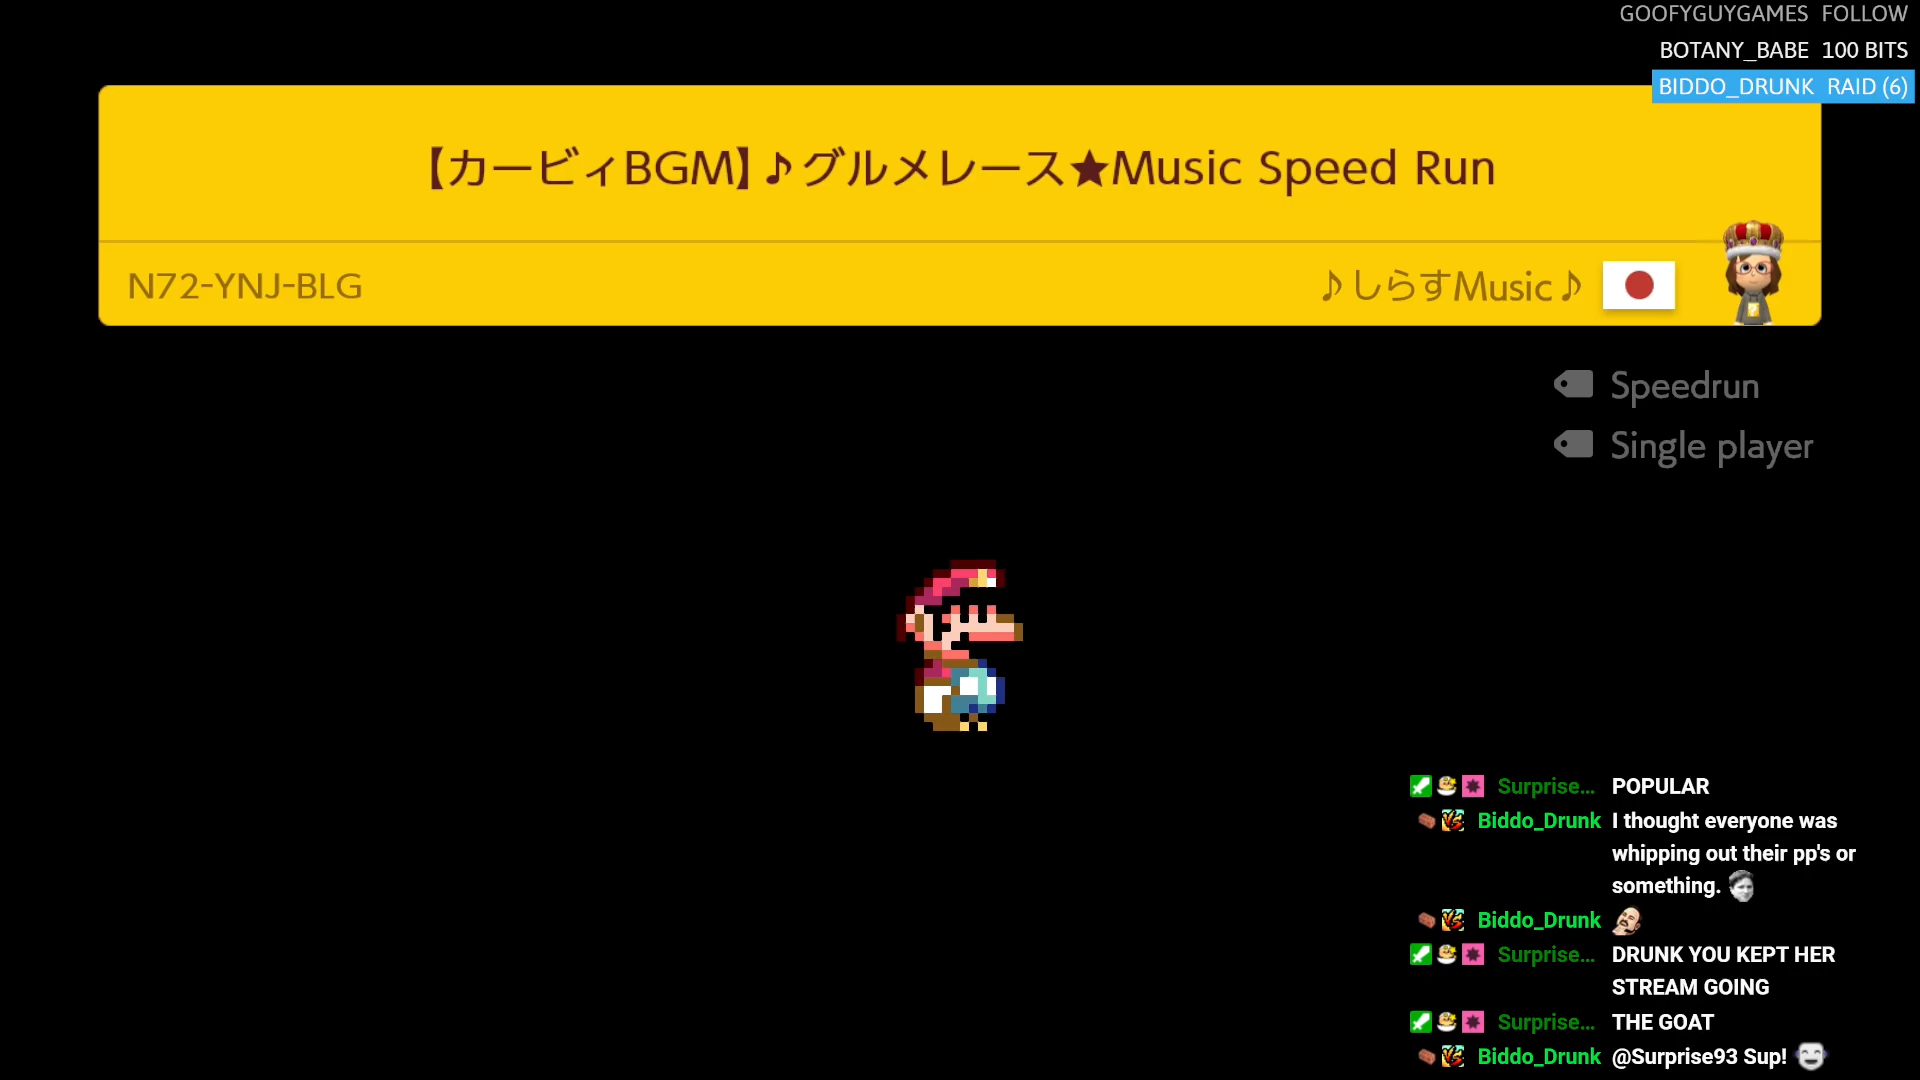 GOOFYGUYGAMES FOLLOW
BOTANY_BABE 100 BITS
BIDDO_DRUNK RAID (6)
【カービィBGM】♪グルメレース★Music Speed Run
N72-YNJ-BLG
♪しらすMusic♪
Speedrun
Single player
Surprise... POPULAR
Biddo_Drunk I thought everyone was
whipping out their pp's or
something.
Biddo_Drunk
Surprise... DRUNK YOU KEPT HER
STREAM GOING
Surprise... THE GOAT
Biddo_Drunk @Surprise93 Sup!